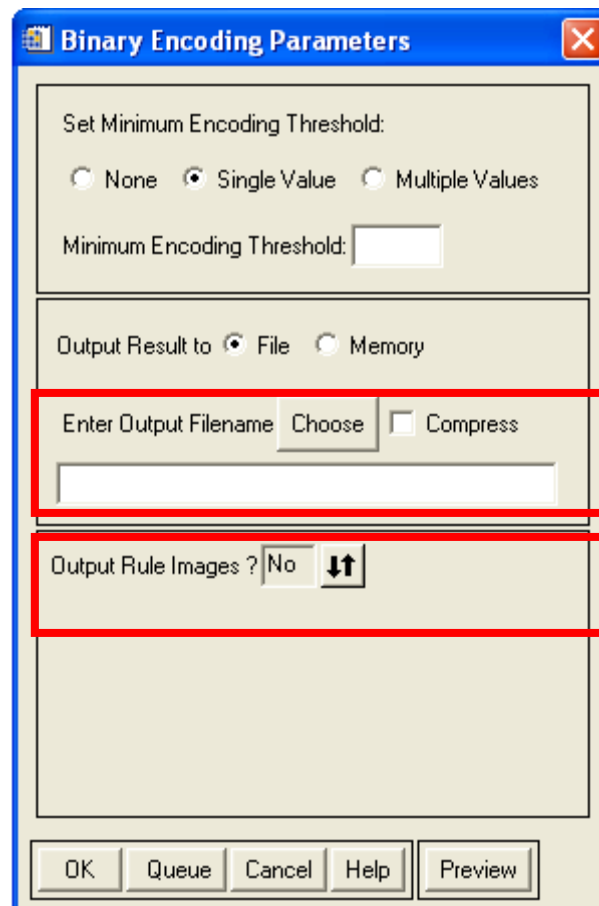 Binary Encoding Parameters
Set Minimum Encoding Threshold:
None Single Value Multiple Values
Minimum Encoding Threshold:
Output Result to File Memory
Enter Output Filename Choose Compress
Output Rule Images ? No
OK Queue Cancel Help Preview